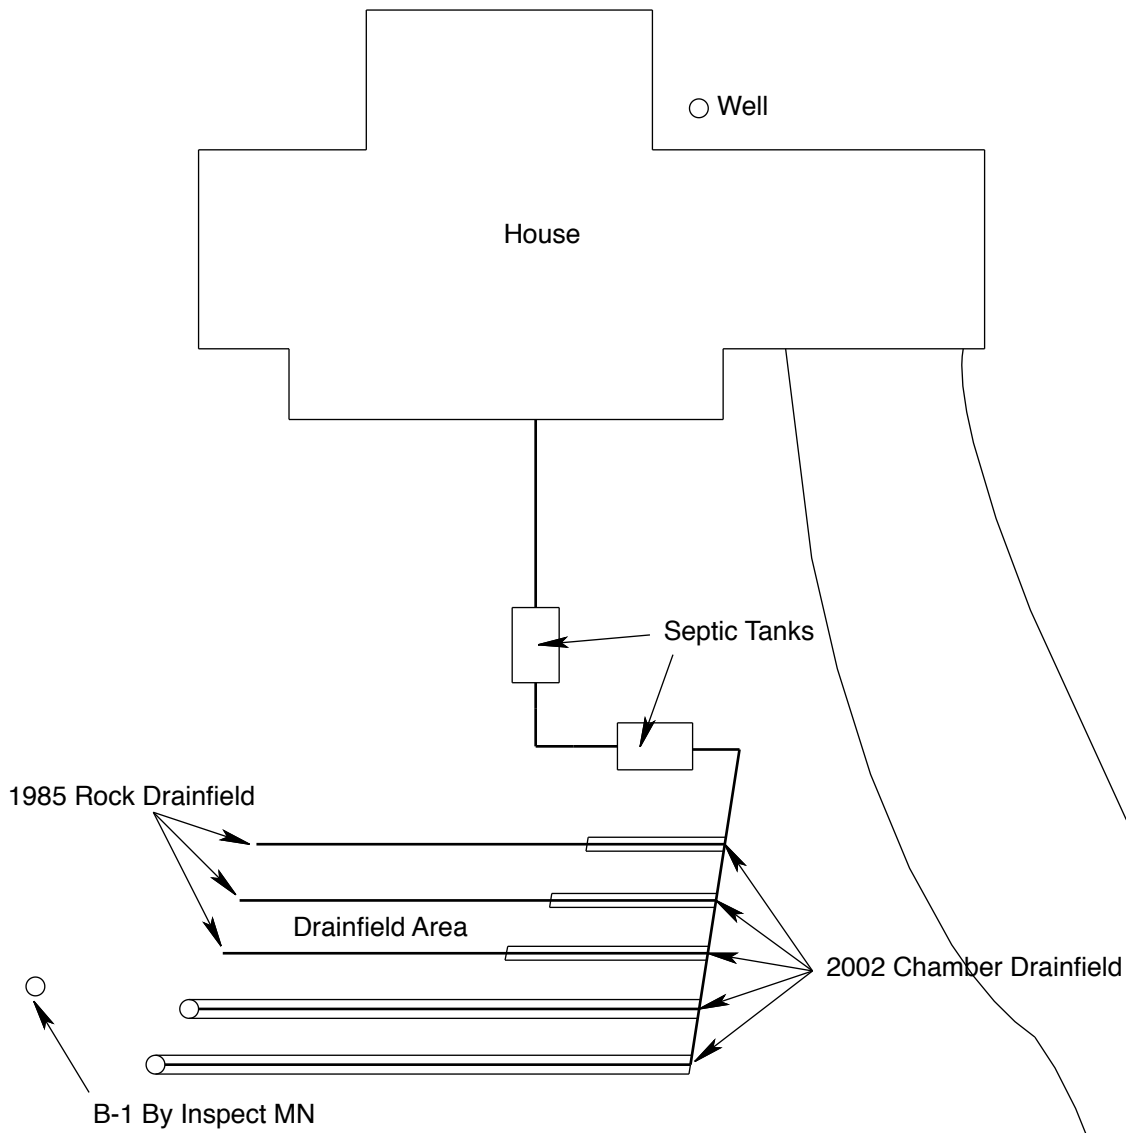 Well
House
Septic Tanks
1985 Rock Drainfield
Drainfield Area
2002 Chamber Drainfield
B-1 By Inspect MN